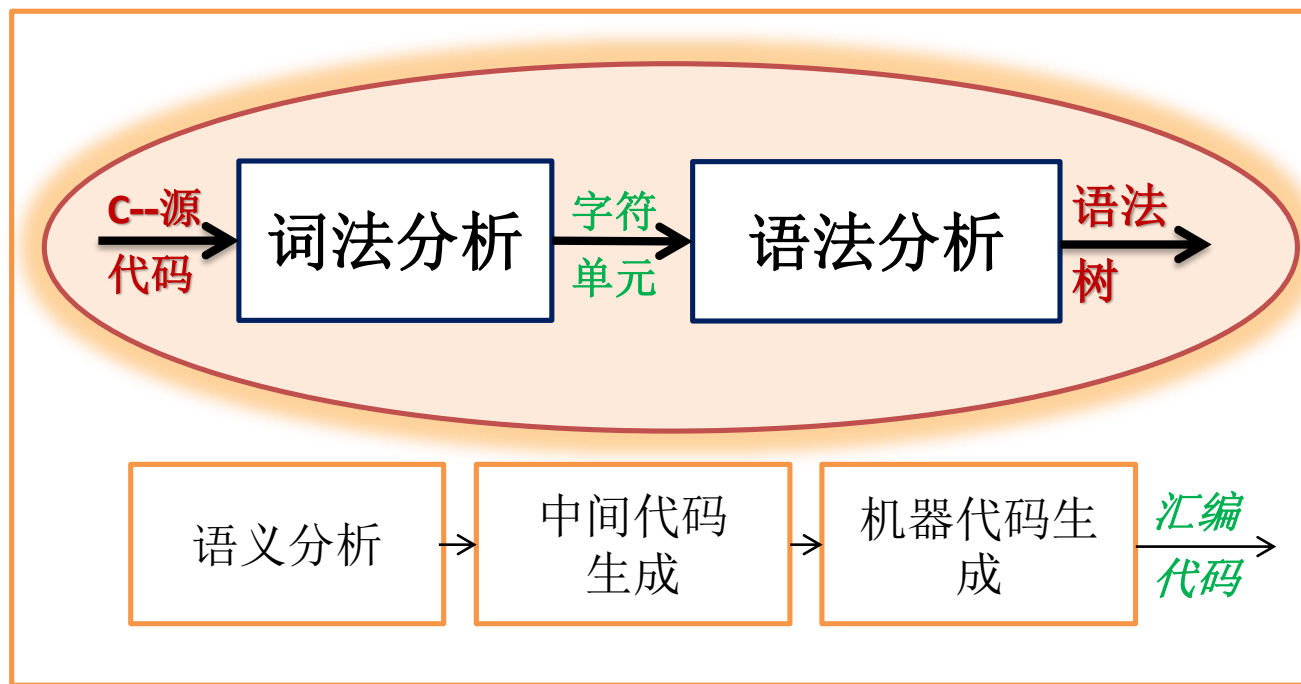 C--源
代码
词法分析
字符
单元
语法分析
语法
树
语义分析
中间代码
生成
机器代码生
成
汇编
代码